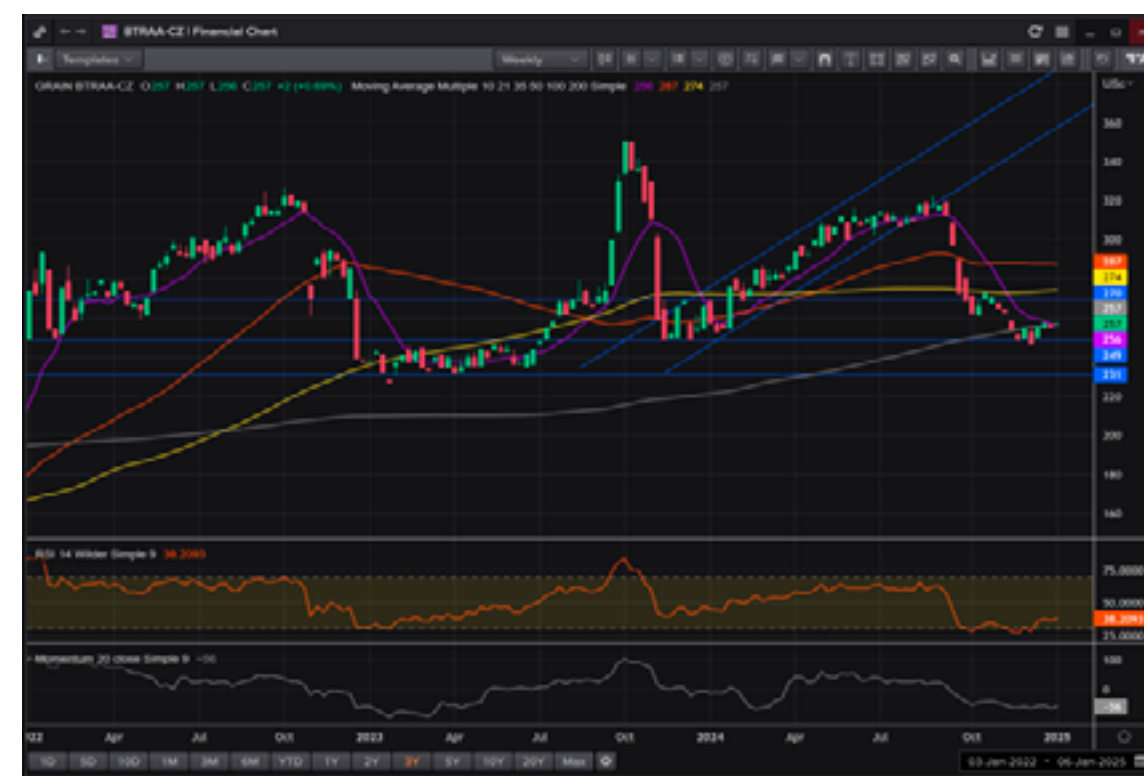 BTRAA-CZ | Financial Chart
Templates
Weekly
GRAIN BTRAA-CZ O257 H257 L256 C257 +2 (+0.69%) Moving Average Multiple 10 21 35 50 100 200 Simple 256 287 274 257
USc
360
340
320
300
287
274
270
257
257
256
249
231
220
200
180
160
RSI 14 Wilder Simple 9 38.2093
75.0000
50.0000
38.2093
25.0000
Momentum 20 close Simple 9 -56
100
0
-56
Apr Jul Oct 2023 Apr Jul Oct 2024 Apr Jul Oct 2025
1D 5D 10D 1M 3M 6M YTD 1Y 2Y 3Y 5Y 10Y 20Y Max
03-Jan-2022 - 06-Jan-2025